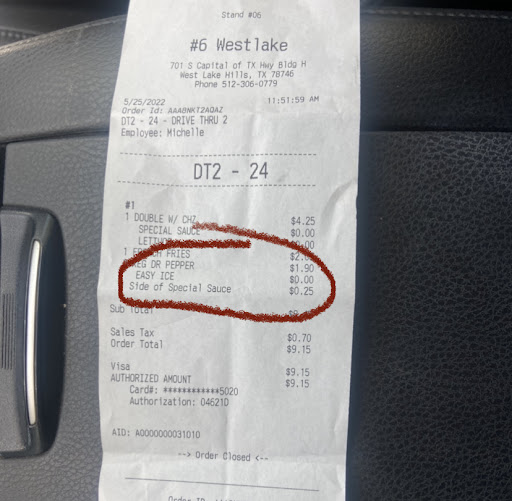 Stand #06
#6 Westlake
701 S Capital of TX Hwy Bldg H
West Lake Hills, TX 78746
Phone 512-306-0779
5/25/2022 11:51:59 AM
Order Id:
DT2 - 24 - DRIVE THRU 2
Employee: Michelle
DT2 - 24
#1
1 DOUBLE W/ CHZ $4.25
SPECIAL SAUCE $0.00
1 FRENCH FRIES
REG DR PEPPER $1.90
EASY ICE $0.00
Side of Special Sauce $0.25
Sub Total
Sales Tax $0.70
Order Total $9.15
Visa $9.15
AUTHORIZED AMOUNT $9.15
Card#: ************5020
Authorization: 04621D
AID: A0000000031010
--> Order Closed <--